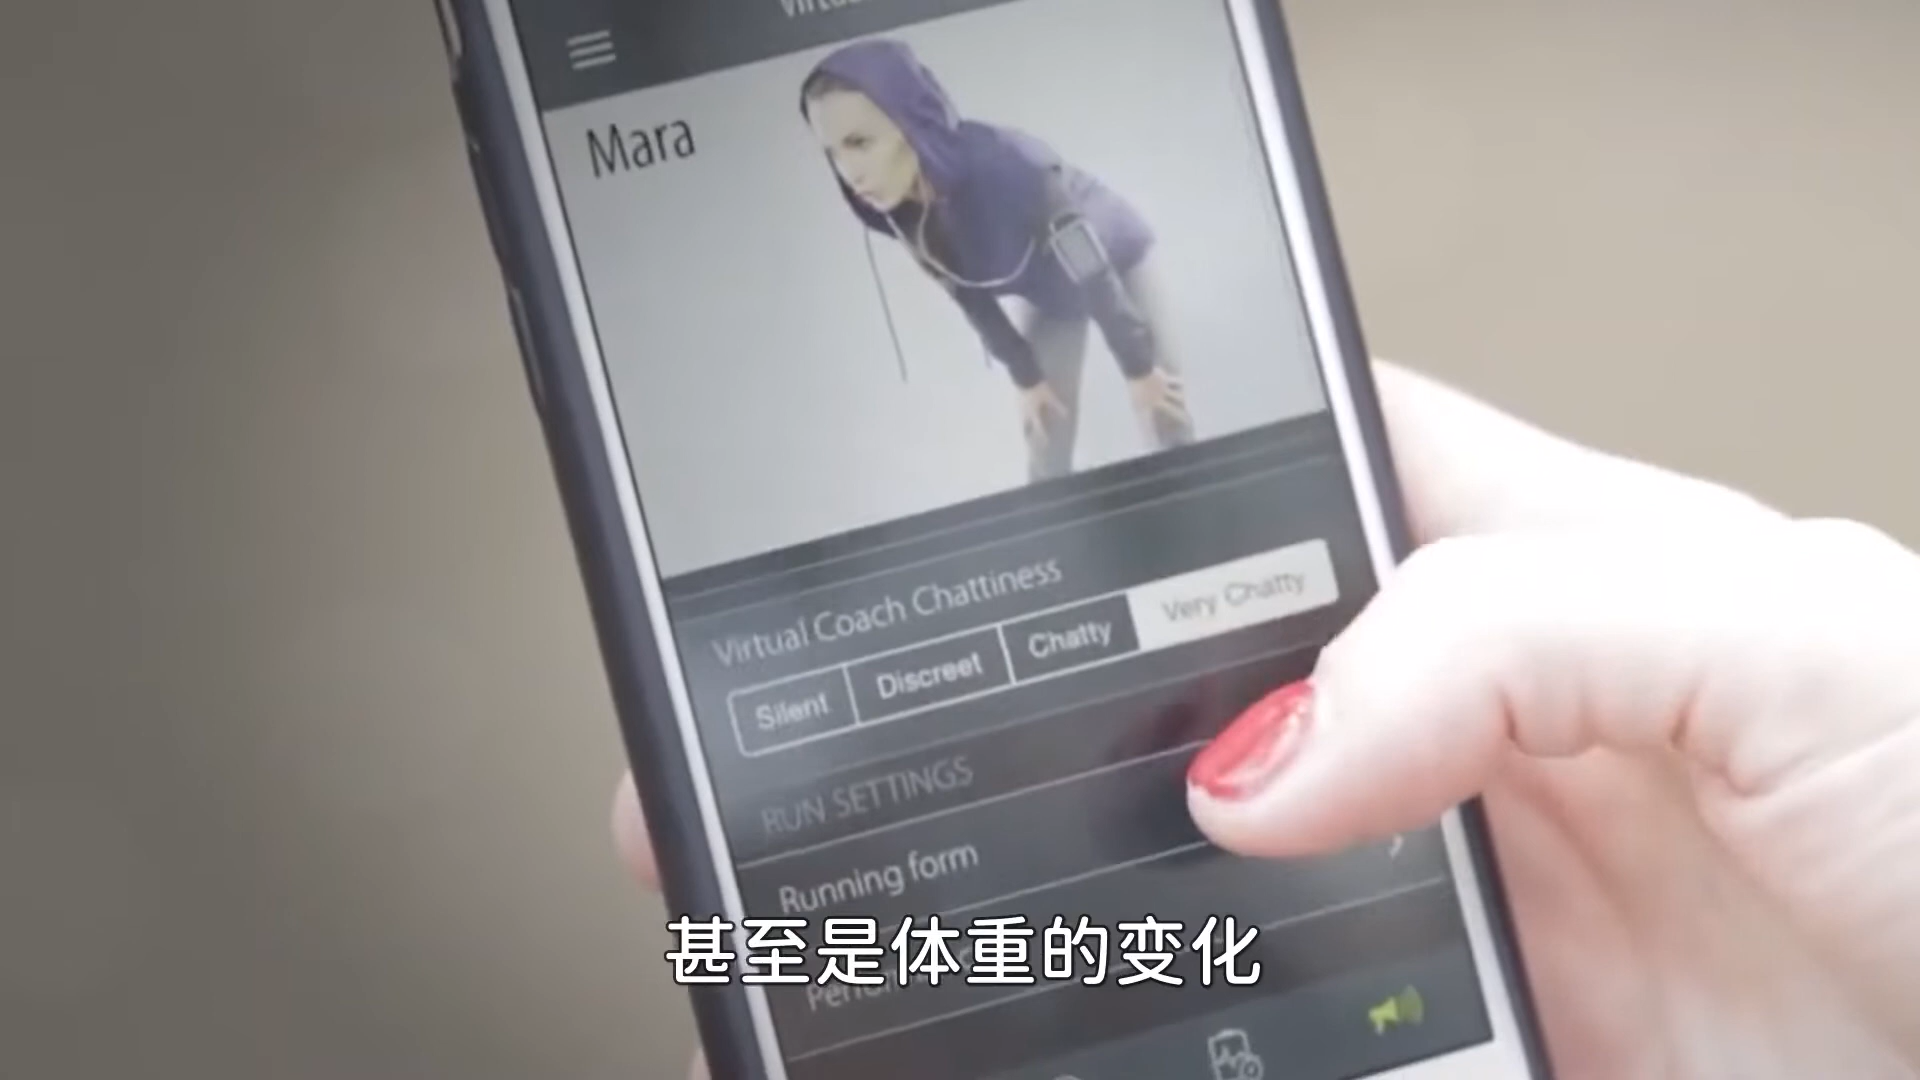 Mara
Virtual Coach Chattiness
Silent Discreet Chatty Very Chatty
RUN SETTINGS
Running form
甚至是体重的变化